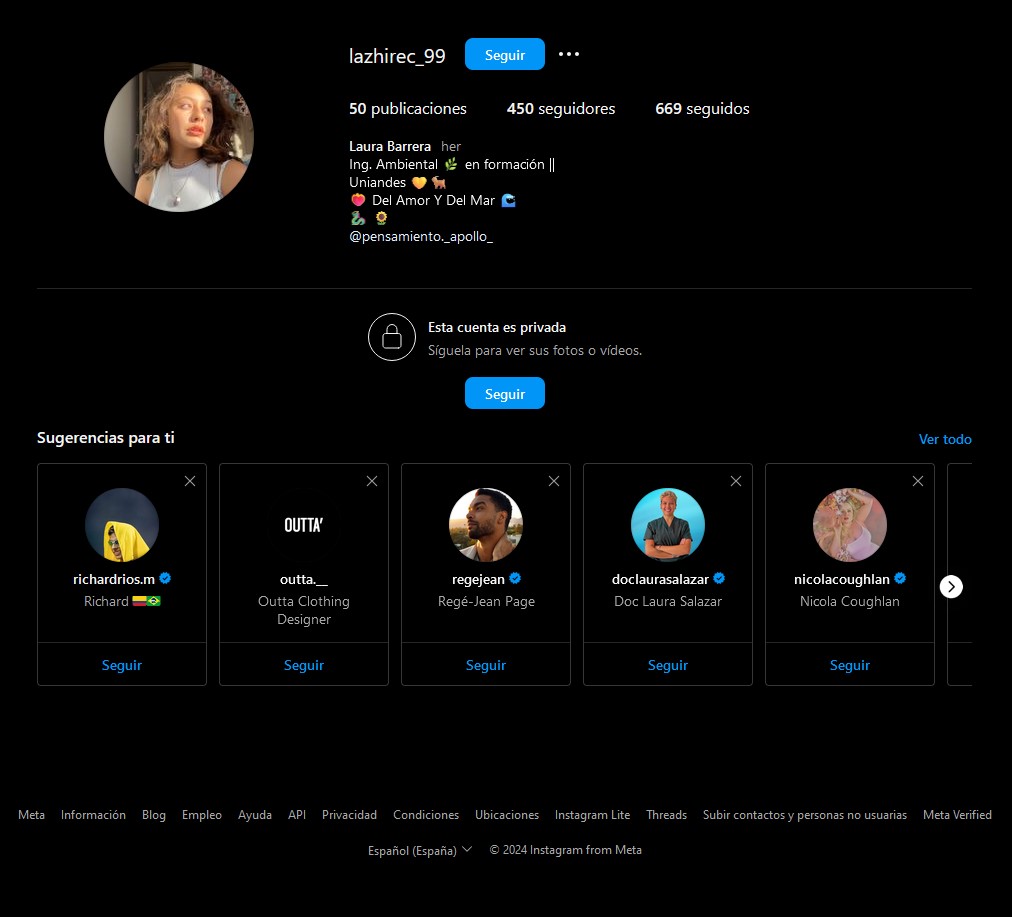 lazhirec_99 Seguir
50 publicaciones 450 seguidores 669 seguidos
Laura Barrera her
Ing. Ambiental 🌿 en formación ||
Uniandes 💛 🐐
❤️‍🔥 Del Amor Y Del Mar 🌊
🐍 🌻
@pensamiento._apollo_
Esta cuenta es privada
Síguela para ver sus fotos o vídeos.
Seguir
Sugerencias para ti Ver todo
richardrios.m
Richard 🇨🇴🇧🇷
Seguir
OUTTA'
outta.__
Outta Clothing
Designer
Seguir
regejean
Regé-Jean Page
Seguir
doclaurasalazar
Doc Laura Salazar
Seguir
nicolacoughlan
Nicola Coughlan
Seguir
Meta Información Blog Empleo Ayuda API Privacidad Condiciones Ubicaciones Instagram Lite Threads Subir contactos y personas no usuarias Meta Verified
Español (España) © 2024 Instagram from Meta